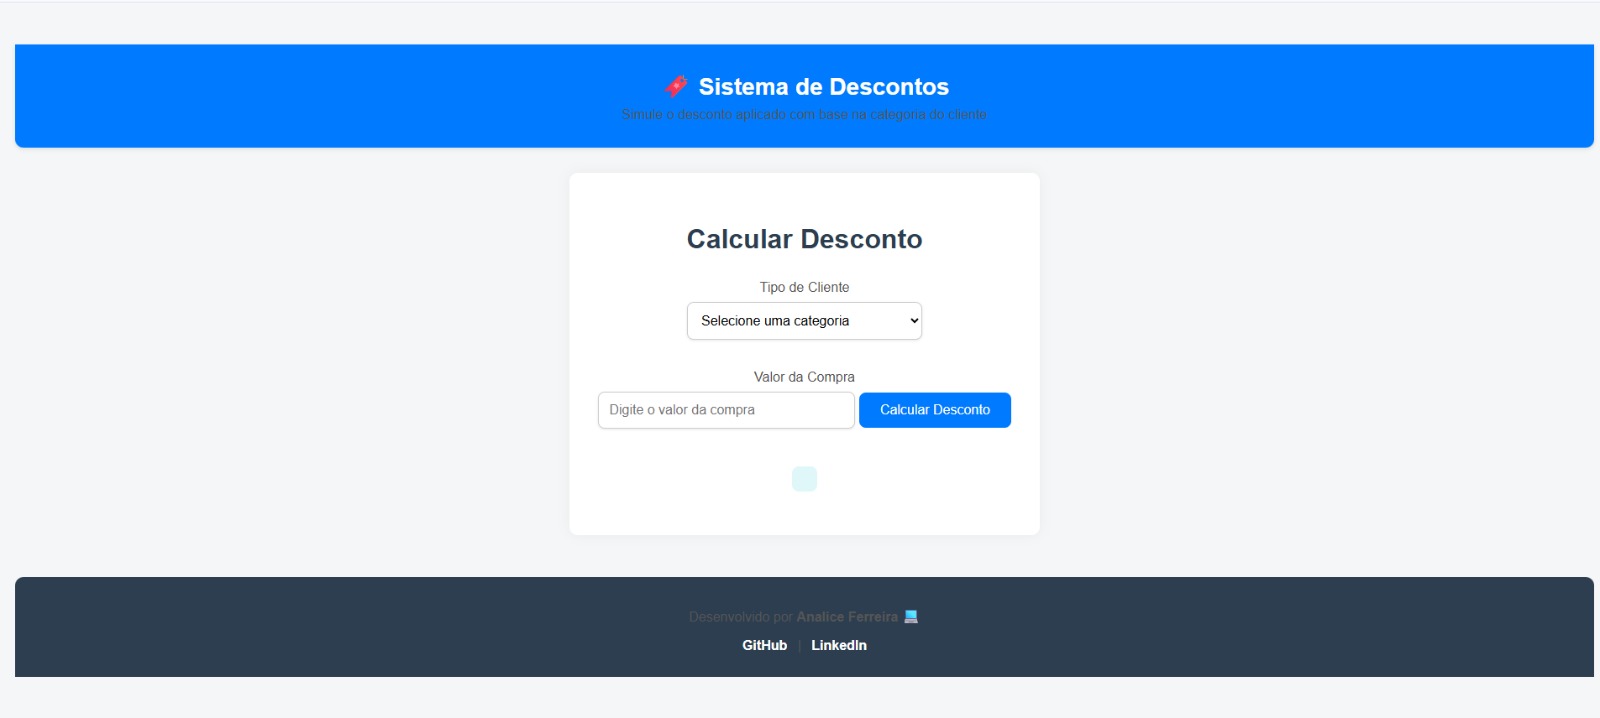 Sistema de Descontos
Simule o desconto aplicado com base na categoria do cliente
Calcular Desconto
Tipo de Cliente
Selecione uma categoria
Valor da Compra
Digite o valor da compra Calcular Desconto
Desenvolvido por Analice Ferreira
GitHub | LinkedIn